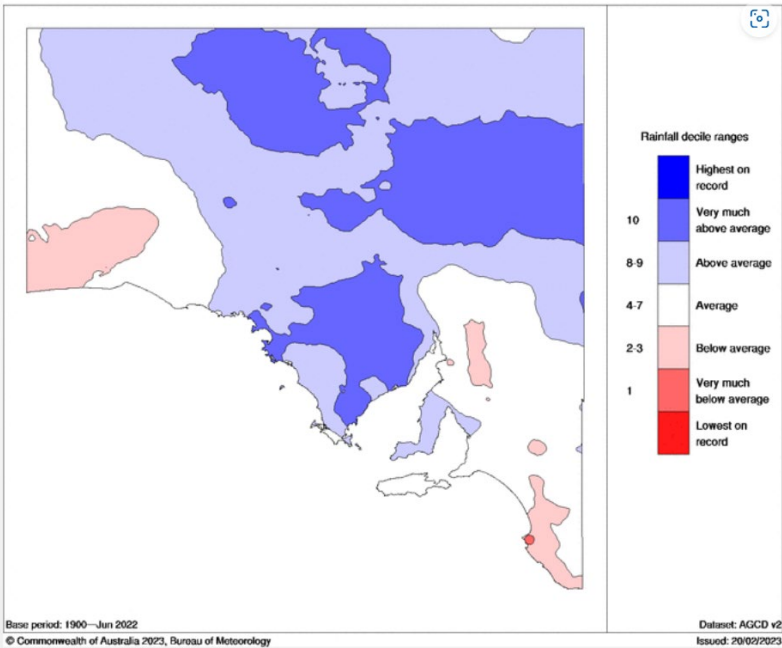 Rainfall decile ranges
Highest on
record
10
Very much
above average
8-9
Above average
4-7
Average
2-3
Below average
1
Very much
below average
Lowest on
record
Base period: 1900—Jun 2022
Dataset: AGCD v2
© Commonwealth of Australia 2023, Bureau of Meteorology
Issued: 20/02/2023